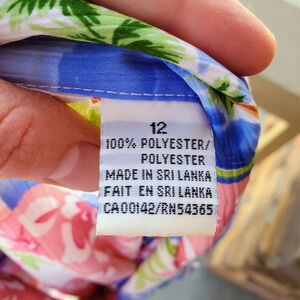 12
100% POLYESTER/
POLYESTER
MADE IN SRI LANKA
FAIT EN SRI LANKA
CA00142/RN54365